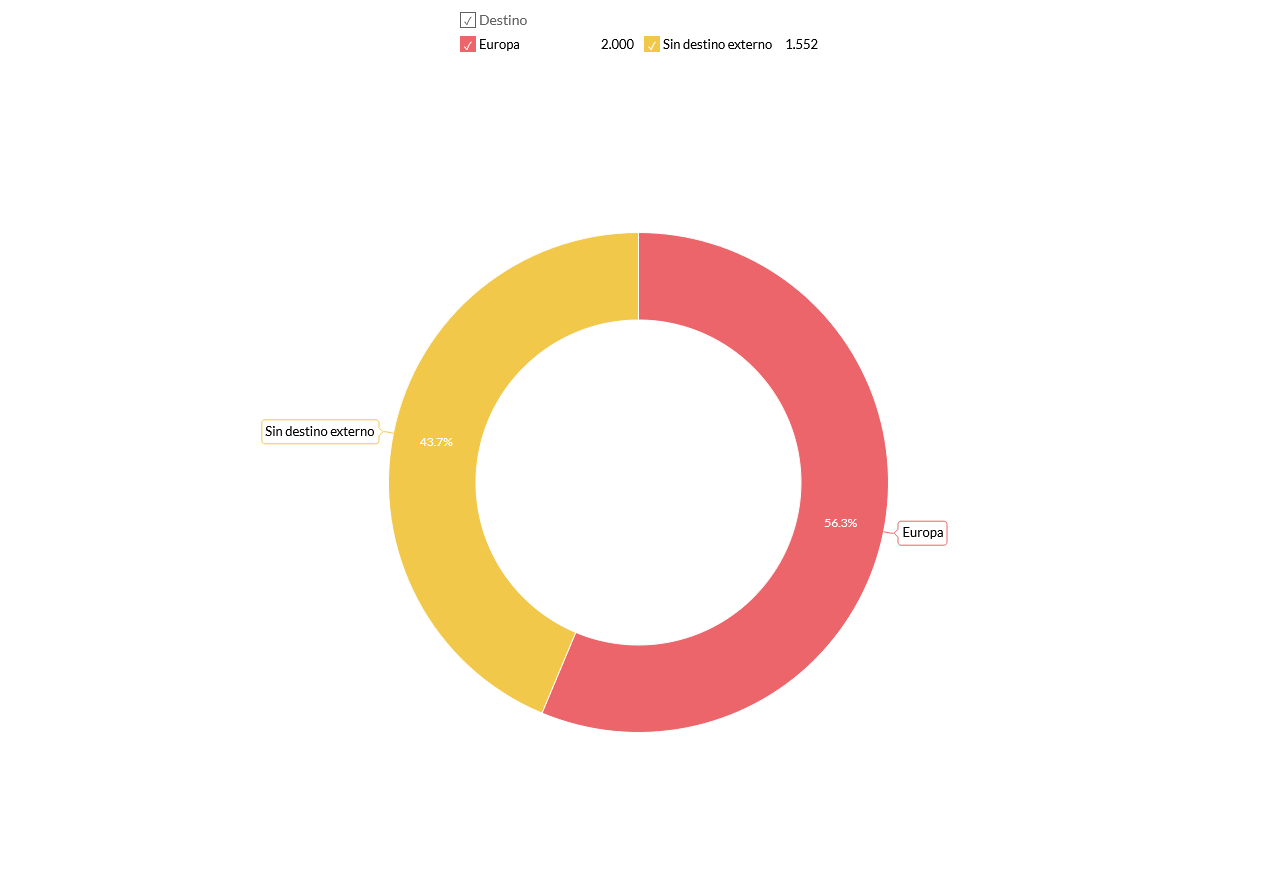 ✓ Destino
✓ Europa 2.000 ✓ Sin destino externo 1.552
Sin destino externo
43.7%
56.3%
Europa